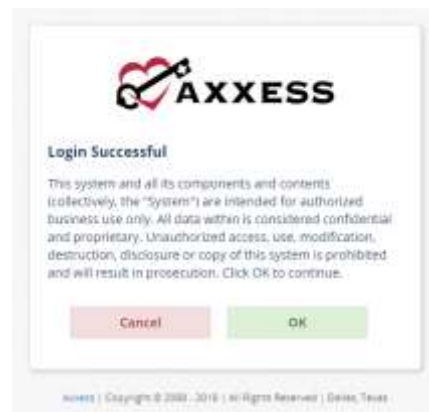 AXXESS
Login Successful
This system and all its components and contents
(collectively, the "System") are intended for authorized
business use only. All data within is considered confidential
and proprietary. Unauthorized access, use, modification,
destruction, disclosure or copy of this system is prohibited
and will result in prosecution. Click OK to continue.
Cancel OK
Axxess | Copyright © 2008 - 2018 | All Rights Reserved | Dallas, Texas